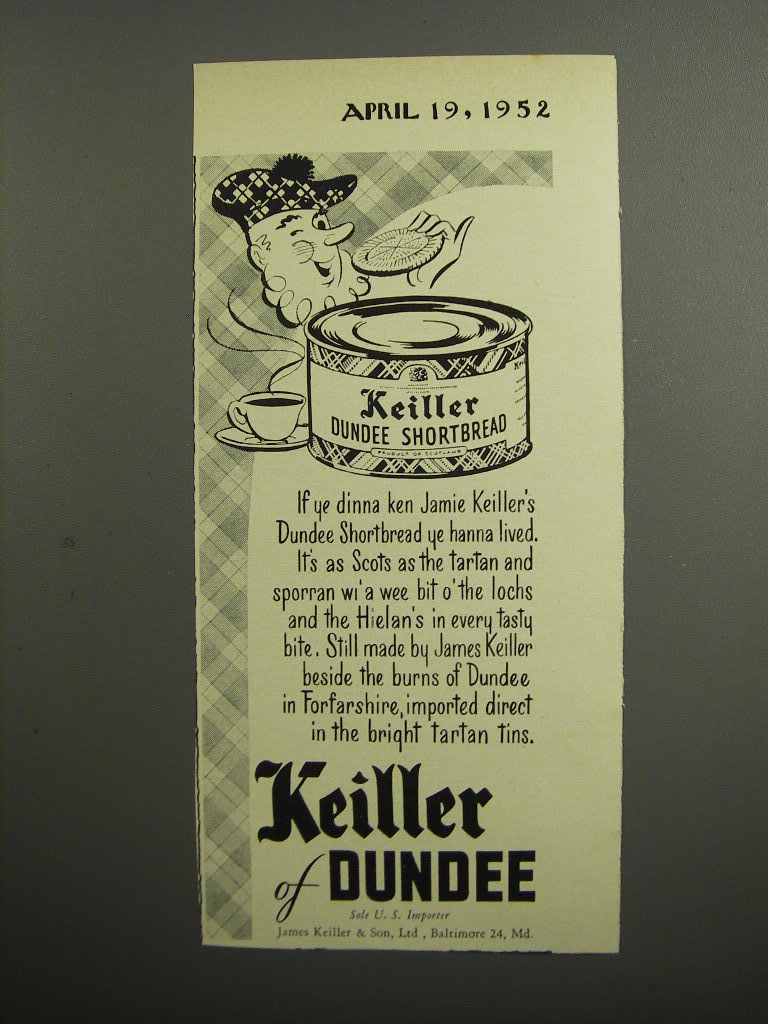 APRIL 19, 1952
Keiller
DUNDEE SHORTBREAD
PRODUCT OF SCOTLAND
If ye dinna ken Jamie Keiller's
Dundee Shortbread ye hanna lived.
It's as Scots as the tartan and
sporran wi' a wee bit o' the lochs
and the Hielan's in every tasty
bite. Still made by James Keiller
beside the burns of Dundee
in Forfarshire, imported direct
in the bright tartan tins.
Keiller
of DUNDEE
Sole U. S. Importer
James Keiller & Son, Ltd , Baltimore 24, Md.